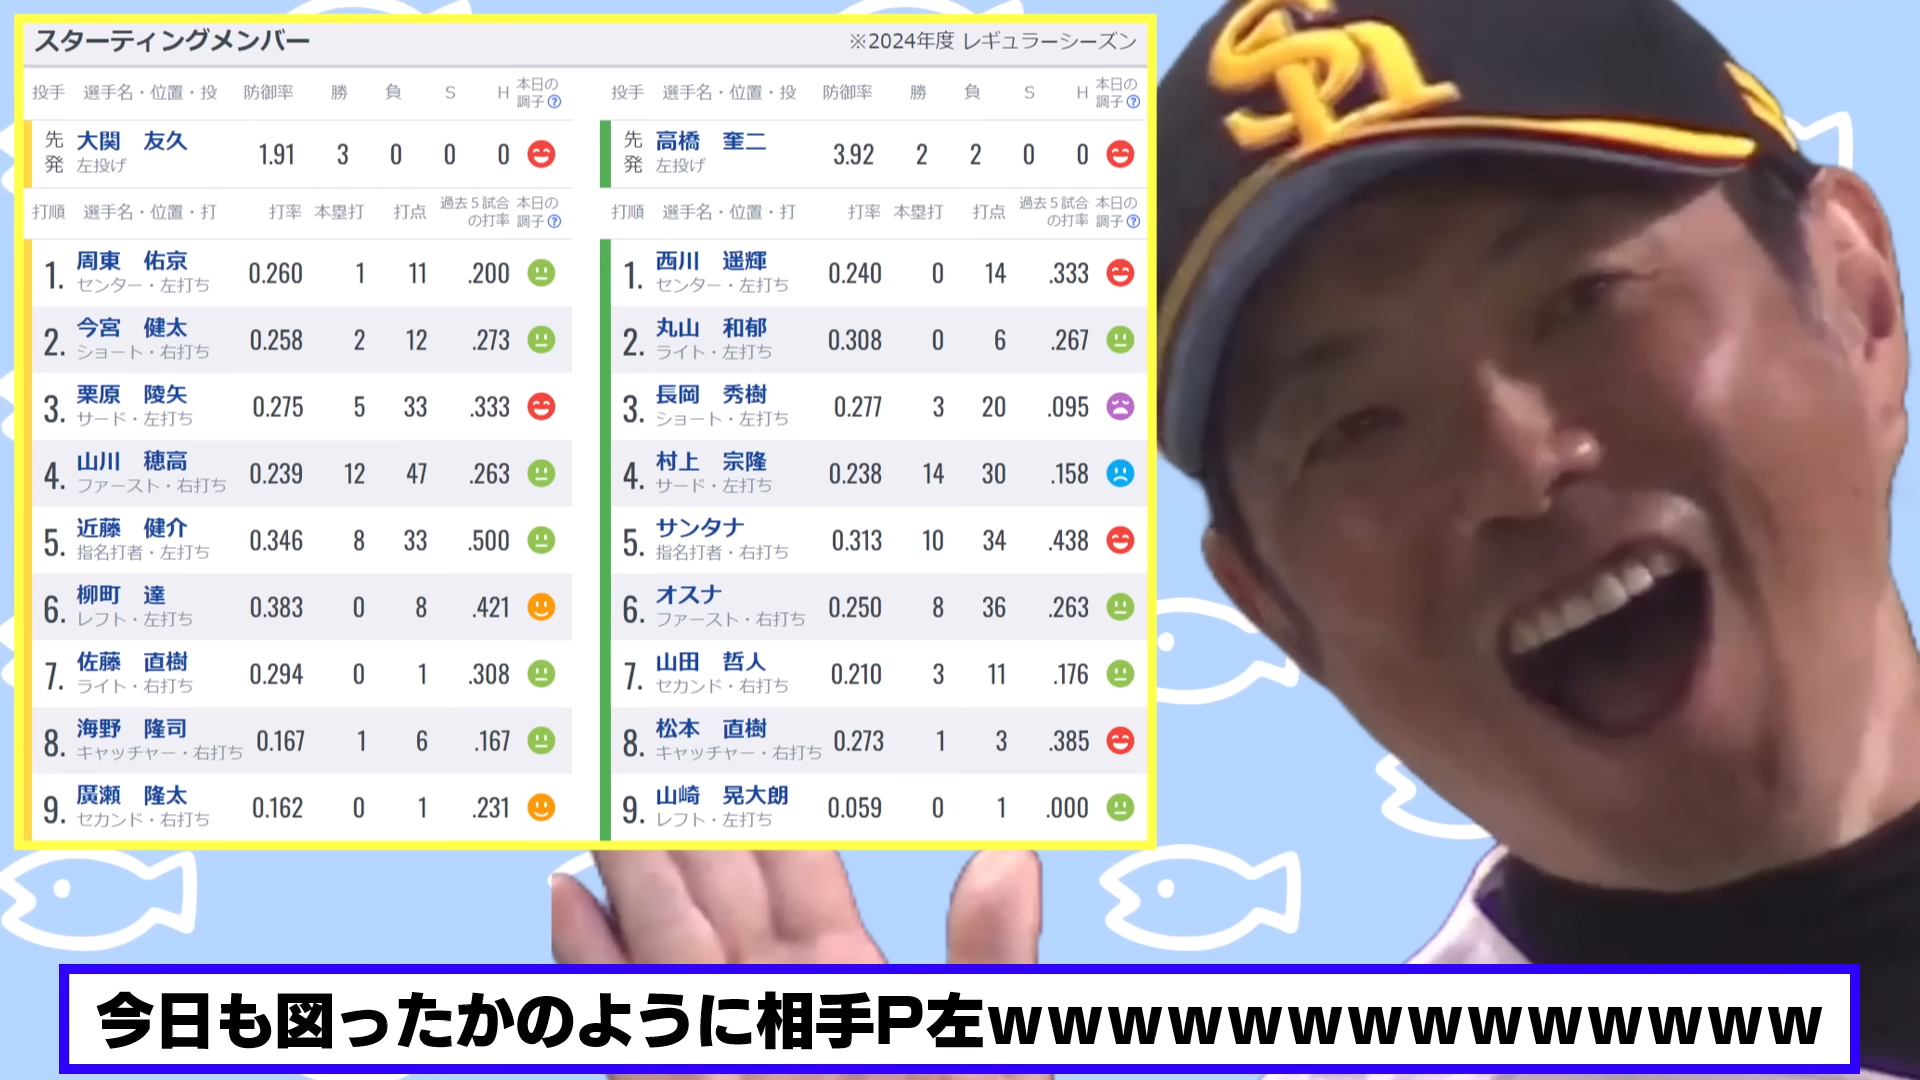 スターティングメンバー
※2024年度 レギュラーシーズン
投手 選手名・位置・投 防御率 勝 負 S H 本日の調子?
先発 大関 友久 左投げ 1.91 3 0 0 0
打順 選手名・位置・打 打率 本塁打 打点 過去5試合の打率 本日の調子?
1. 周東 佑京 センター・左打ち 0.260 1 11 .200
2. 今宮 健太 ショート・右打ち 0.258 2 12 .273
3. 栗原 陵矢 サード・左打ち 0.275 5 33 .333
4. 山川 穂高 ファースト・右打ち 0.239 12 47 .263
5. 近藤 健介 指名打者・左打ち 0.346 8 33 .500
6. 柳町 達 レフト・左打ち 0.383 0 8 .421
7. 佐藤 直樹 ライト・右打ち 0.294 0 1 .308
8. 海野 隆司 キャッチャー・右打ち 0.167 1 6 .167
9. 廣瀬 隆太 セカンド・右打ち 0.162 0 1 .231
投手 選手名・位置・投 防御率 勝 負 S H 本日の調子?
先発 高橋 奎二 左投げ 3.92 2 2 0 0
打順 選手名・位置・打 打率 本塁打 打点 過去5試合の打率 本日の調子?
1. 西川 遥輝 センター・左打ち 0.240 0 14 .333
2. 丸山 和郁 ライト・左打ち 0.308 0 6 .267
3. 長岡 秀樹 ショート・左打ち 0.277 3 20 .095
4. 村上 宗隆 サード・左打ち 0.238 14 30 .158
5. サンタナ 指名打者・右打ち 0.313 10 34 .438
6. オスナ ファースト・右打ち 0.250 8 36 .263
7. 山田 哲人 セカンド・右打ち 0.210 3 11 .176
8. 松本 直樹 キャッチャー・右打ち 0.273 1 3 .385
9. 山崎 晃大朗 レフト・左打ち 0.059 0 1 .000
SH
今日も図ったかのように相手P左wwwwwwwwwwwwww